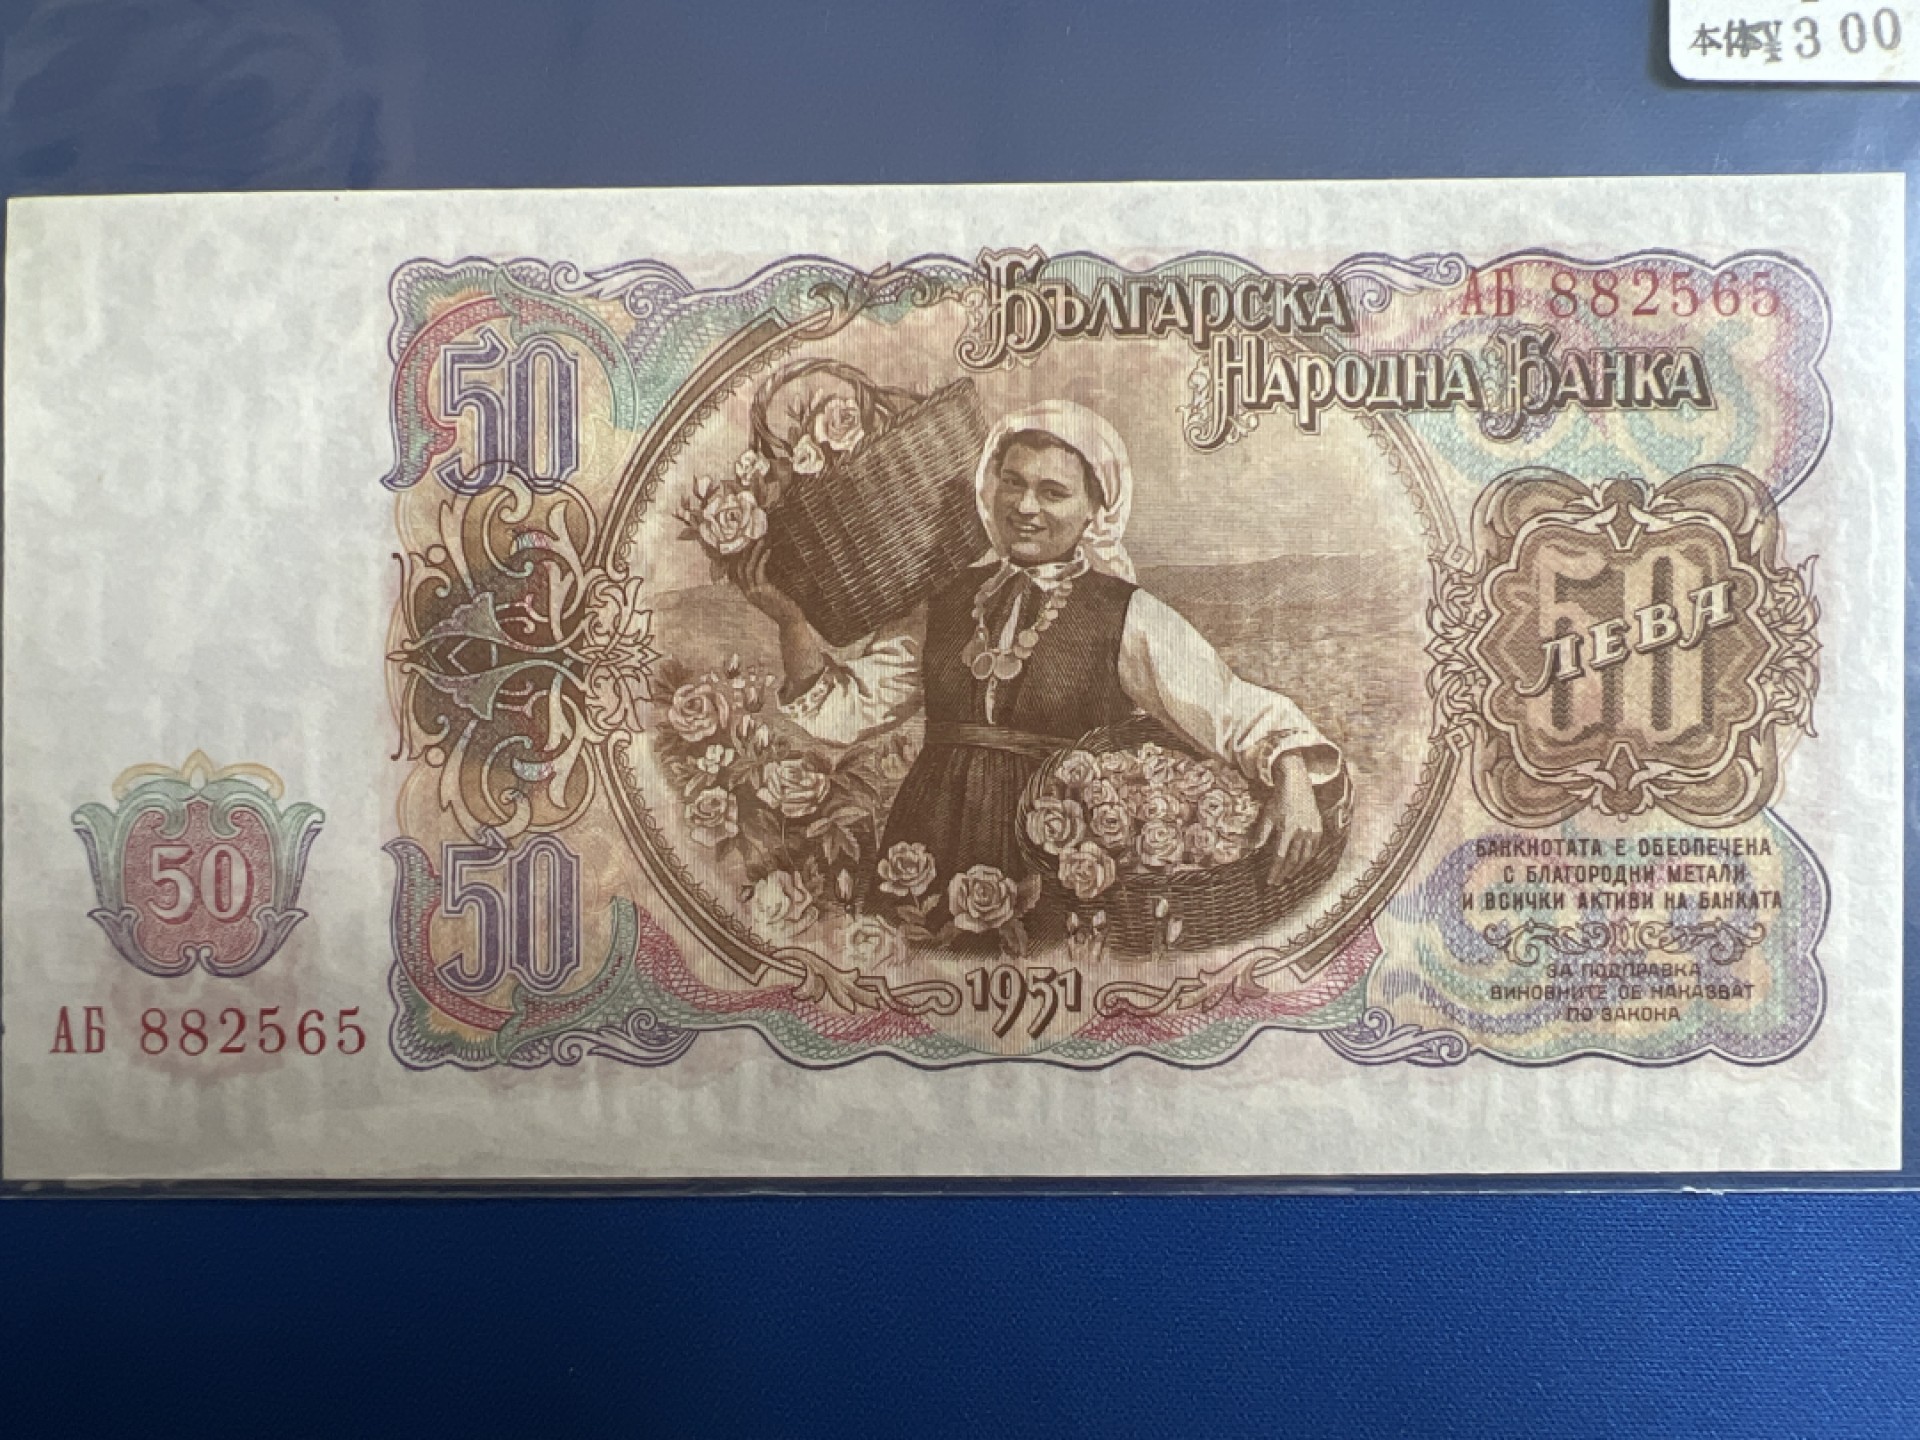 本体¥300
Българска
Народна Банка
АБ 882565
50
50
ЛЕВА
БАНКНОТАТА Е ОБЕЗПЕЧЕНА
С БЛАГОРОДНИ МЕТАЛИ
И ВСИЧКИ АКТИВИ НА БАНКАТА
ЗА ПОДПРАВКА
ВИНОВНИТЕ СЕ НАКАЗВАТ
ПО ЗАКОНА
50
50
1951
АБ 882565